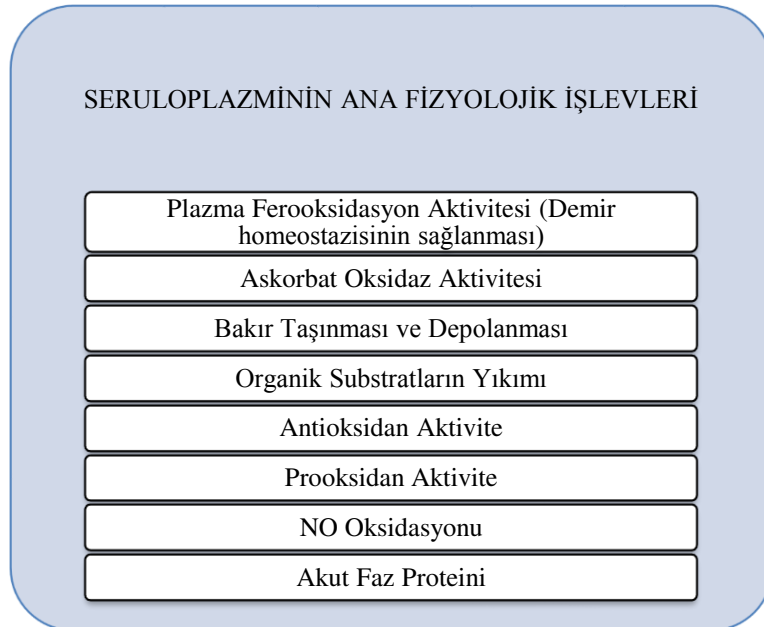 SERULOPLAZMİNİN ANA FİZYOLOJİK İŞLEVLERİ
Plazma Ferooksidasyon Aktivitesi (Demir
homeostazisinin sağlanması)
Askorbat Oksidaz Aktivitesi
Bakır Taşınması ve Depolanması
Organik Substratların Yıkımı
Antioksidan Aktivite
Prooksidan Aktivite
NO Oksidasyonu
Akut Faz Proteini